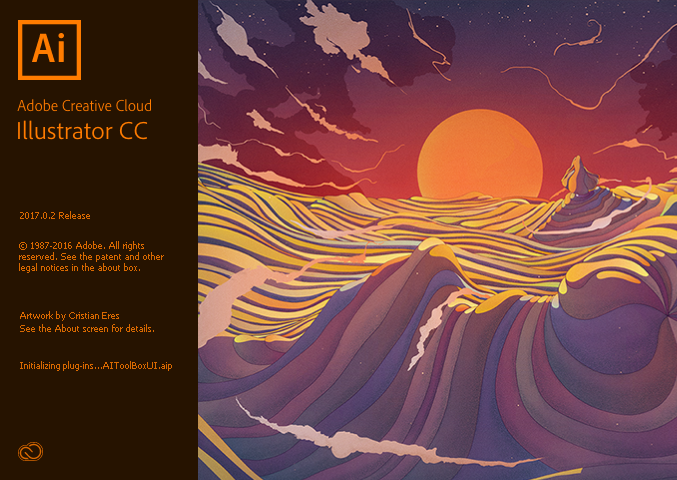 Ai
Adobe Creative Cloud
Illustrator CC
2017.0.2 Release
© 1987-2016 Adobe. All rights
reserved. See the patent and other
legal notices in the about box.
Artwork by Cristian Eres
See the About screen for details.
Initializing plug-ins...AIToolBoxUI.aip